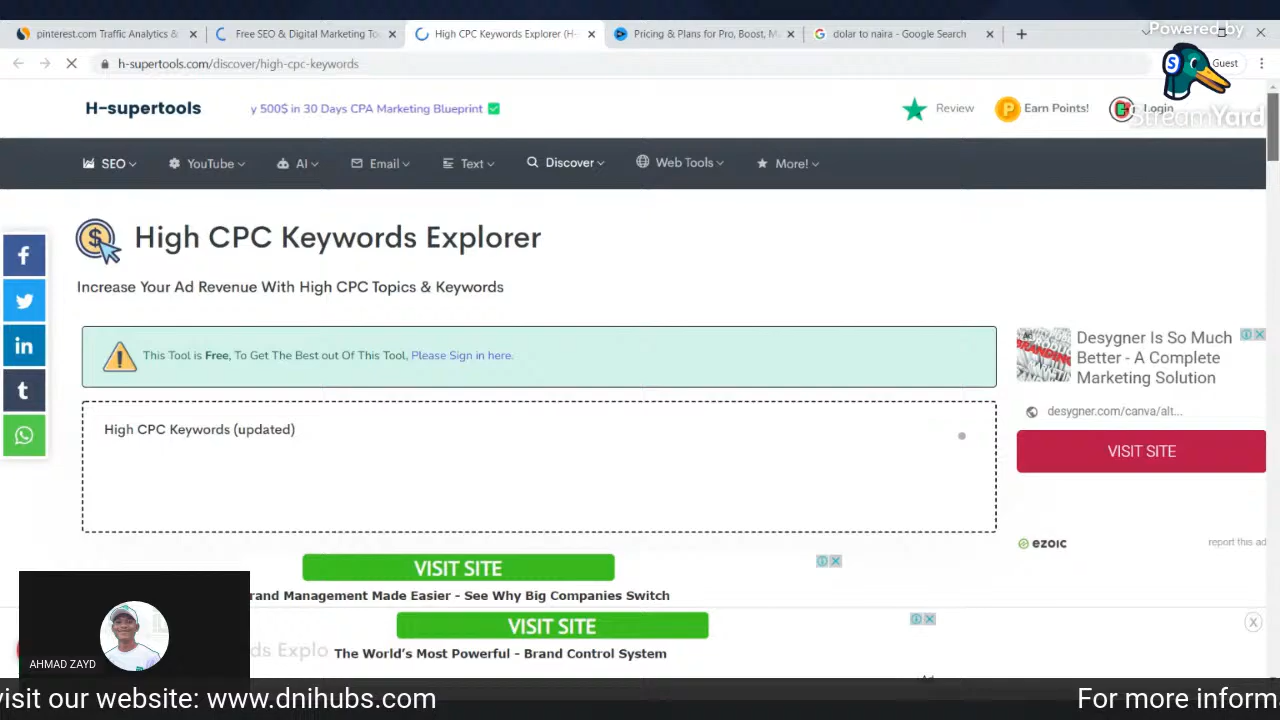 pinterest.com Traffic Analytics &
Free SEO & Digital Marketing To
High CPC Keywords Explorer (H-
Pricing & Plans for Pro, Boost, M
dolar to naira - Google Search
Powered by
h-supertools.com/discover/high-cpc-keywords
Guest
StreamYard
H-supertools
y 500$ in 30 Days CPA Marketing Blueprint
Review
Earn Points!
Login
SEO
YouTube
AI
Email
Text
Discover
Web Tools
More!
High CPC Keywords Explorer
Increase Your Ad Revenue With High CPC Topics & Keywords
This Tool is Free, To Get The Best out Of This Tool, Please Sign in here.
High CPC Keywords (updated)
Desygner Is So Much
Better - A Complete
Marketing Solution
desygner.com/canva/alt...
VISIT SITE
ezoic
report this ad
VISIT SITE
rand Management Made Easier - See Why Big Companies Switch
VISIT SITE
ds Explo
The World's Most Powerful - Brand Control System
AHMAD ZAYD
visit our website: www.dnihubs.com
For more inform